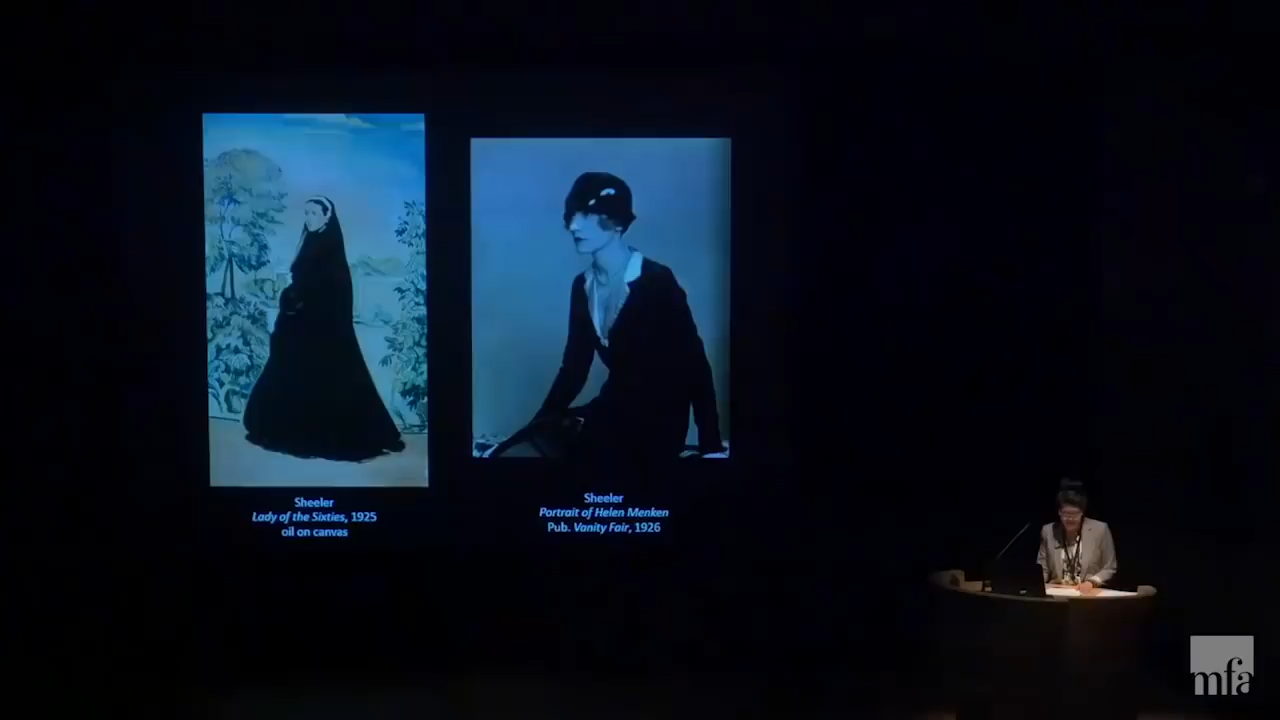 Sheeler
Lady of the Sixties, 1925
oil on canvas
Sheeler
Portrait of Helen Menken
Pub. Vanity Fair, 1926
mfa